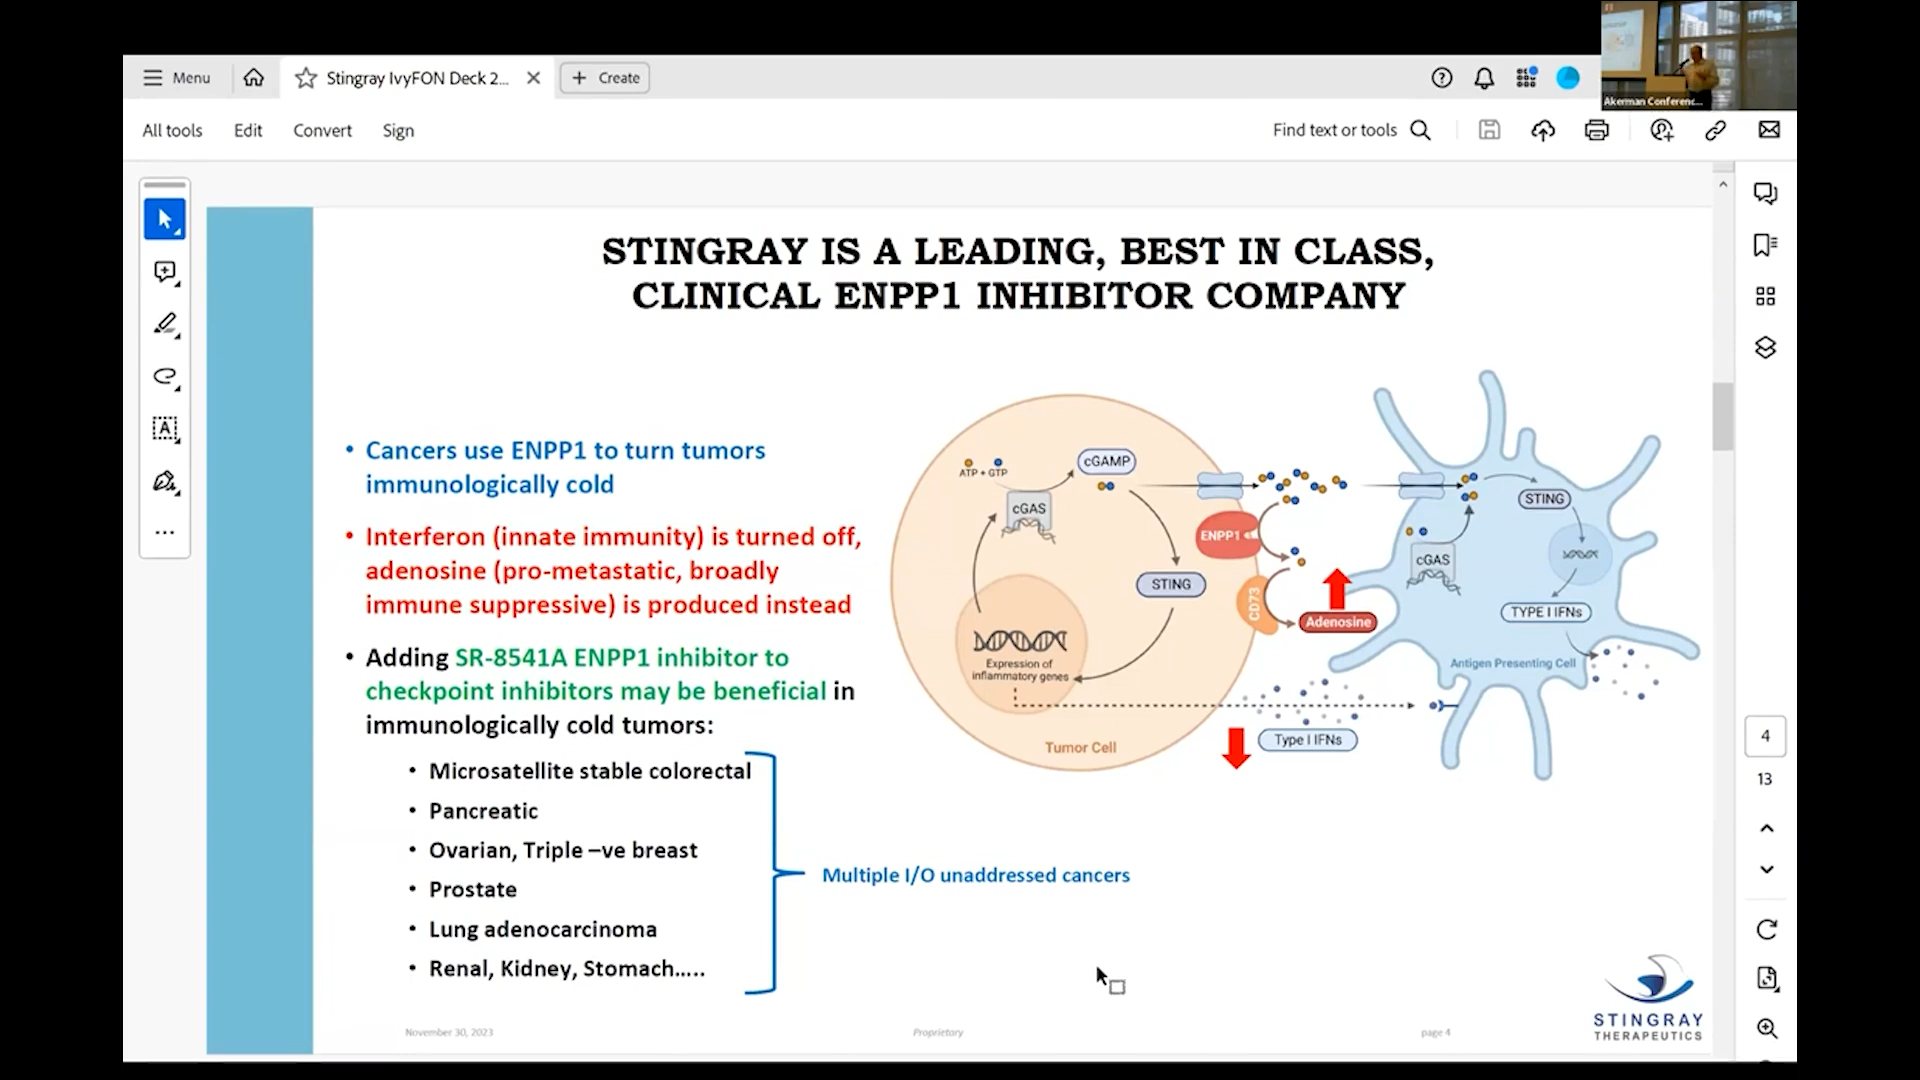 Menu
Stingray IvyFON Deck 2...
Create
Akerman Conferenc...
All tools
Edit
Convert
Sign
Find text or tools
STINGRAY IS A LEADING, BEST IN CLASS,
CLINICAL ENPP1 INHIBITOR COMPANY
• Cancers use ENPP1 to turn tumors
immunologically cold
• Interferon (innate immunity) is turned off,
adenosine (pro-metastatic, broadly
immune suppressive) is produced instead
• Adding SR-8541A ENPP1 inhibitor to
checkpoint inhibitors may be beneficial in
immunologically cold tumors:
• Microsatellite stable colorectal
• Pancreatic
• Ovarian, Triple –ve breast
• Prostate
• Lung adenocarcinoma
• Renal, Kidney, Stomach.....
Multiple I/O unaddressed cancers
ATP + GTP
cGAMP
cGAS
ENPP1
STING
CD73
Adenosine
Expression of
inflammatory genes
Tumor Cell
Type I IFNs
STING
cGAS
TYPE I IFNs
Antigen Presenting Cell
4
13
November 30, 2023
Proprietary
page 4
STINGRAY
THERAPEUTICS